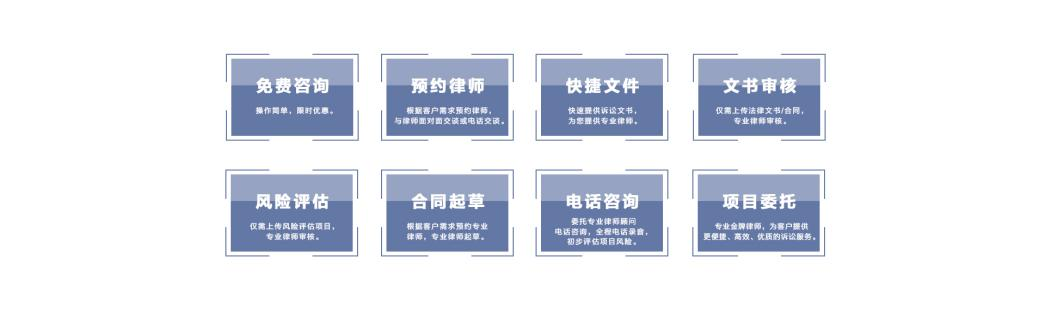 免费咨询
操作简单，限时优惠。
预约律师
根据客户需求预约律师，
与律师面对面交谈或电话交谈。
快捷文件
快速提供诉讼文书，
为您提供专业律师。
文书审核
仅需上传法律文书/合同，
专业律师审核。
风险评估
仅需上传风险评估项目，
专业律师审核。
合同起草
根据客户需求预约专业
律师，专业律师起草。
电话咨询
委托专业律师顾问
电话咨询，全程电话录音，
初步评估项目风险。
项目委托
专业金牌律师，为客户提供
更便捷、高效、优质的诉讼服务。